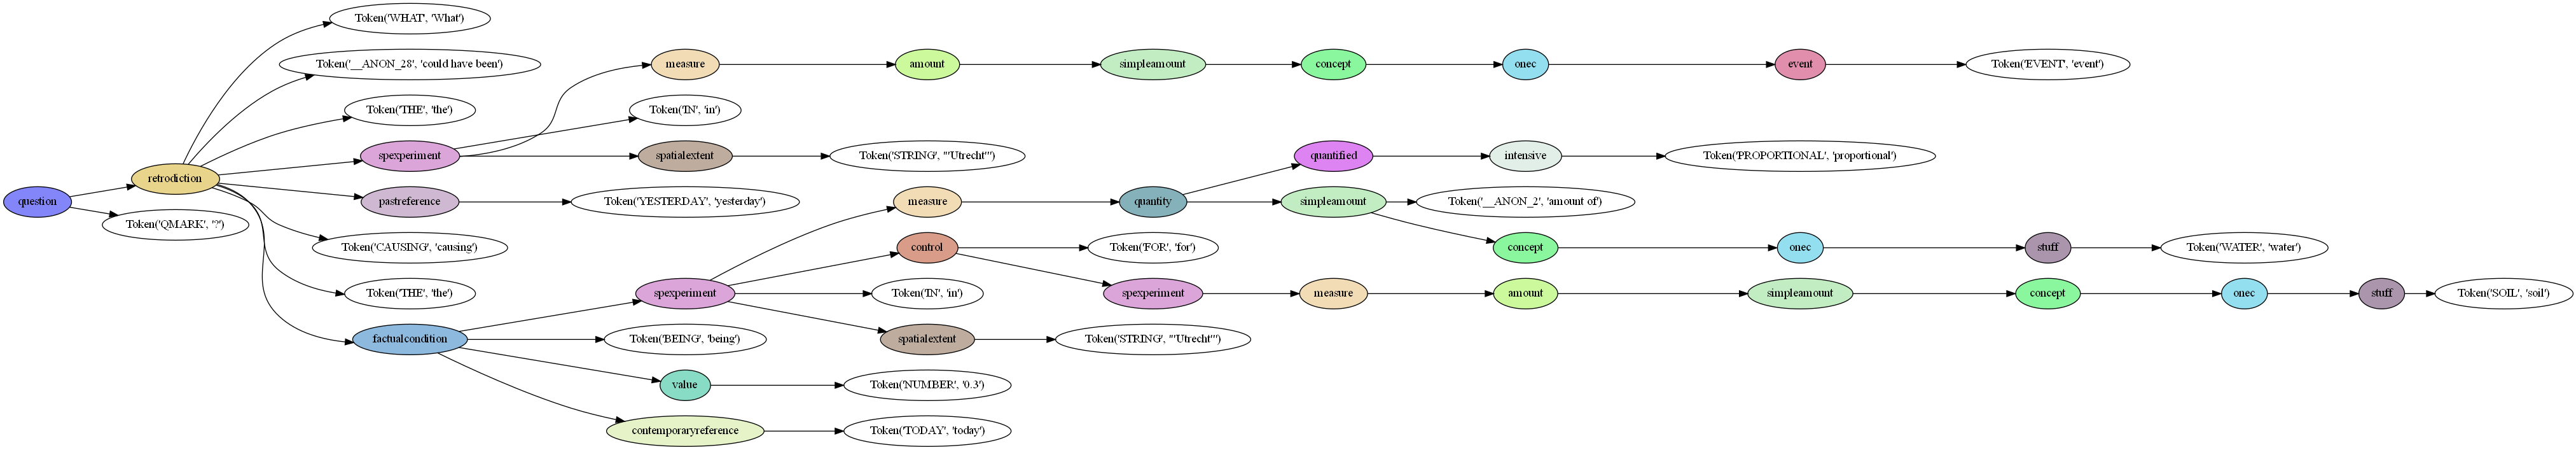 Token('WHAT', 'What')
Token('__ANON_28', 'could have been')
measure amount simpleamount concept onec event Token('EVENT', 'event')
Token('THE', 'the') Token('IN', 'in')
spexperiment spatialextent Token('STRING', "'Utrecht'") quantified intensive Token('PROPORTIONAL', 'proportional')
retrodiction
question pastreference Token('YESTERDAY', 'yesterday') measure quantity simpleamount Token('__ANON_2', 'amount of')
Token('QMARK', '?')
Token('CAUSING', 'causing') control Token('FOR', 'for') concept onec stuff Token('WATER', 'water')
Token('THE', 'the') spexperiment Token('IN', 'in') spexperiment measure amount simpleamount concept onec stuff Token('SOIL', 'soil')
factualcondition Token('BEING', 'being') spatialextent Token('STRING', "'Utrecht'")
value Token('NUMBER', '0.3')
contemporaryreference Token('TODAY', 'today')